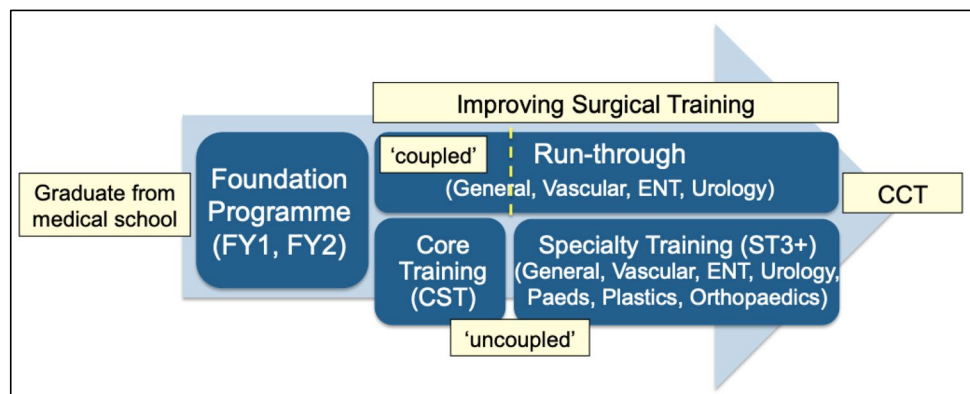 Improving Surgical Training
Graduate from
medical school
Foundation
Programme
(FY1, FY2)
'coupled'
Run-through
(General, Vascular, ENT, Urology)
CCT
Core
Training
(CST)
Specialty Training (ST3+)
(General, Vascular, ENT, Urology,
Paeds, Plastics, Orthopaedics)
'uncoupled'